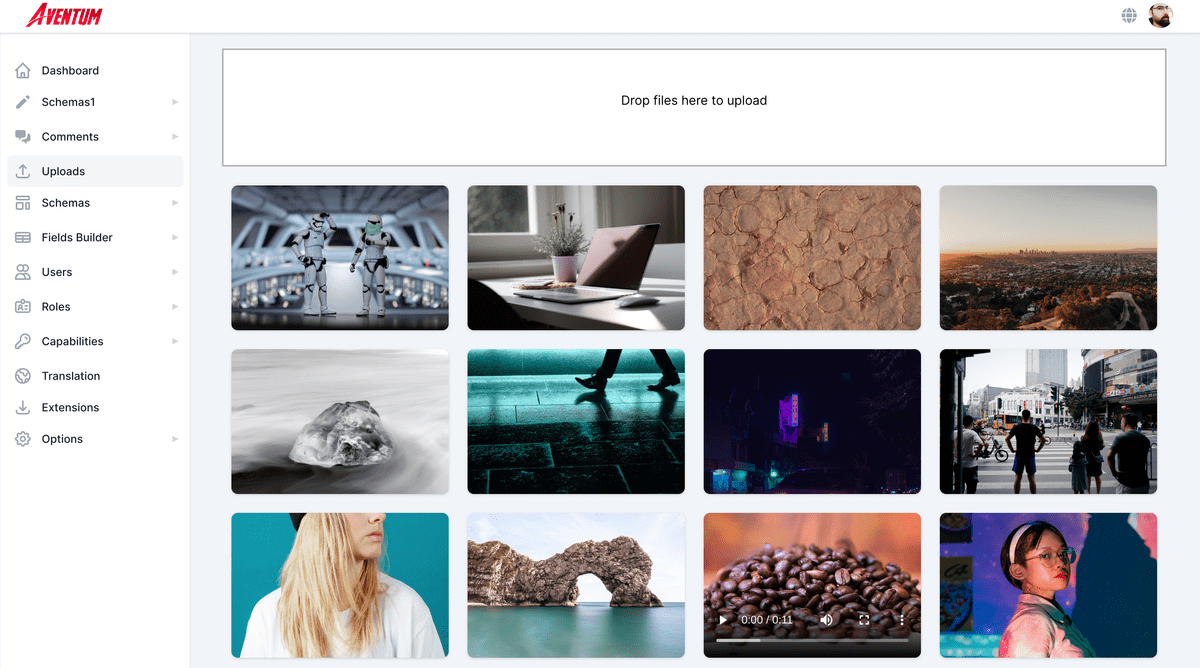 AVENTUM
Dashboard
Schemas1
Comments
Uploads
Schemas
Fields Builder
Users
Roles
Capabilities
Translation
Extensions
Options
Drop files here to upload
0:00 / 0:11